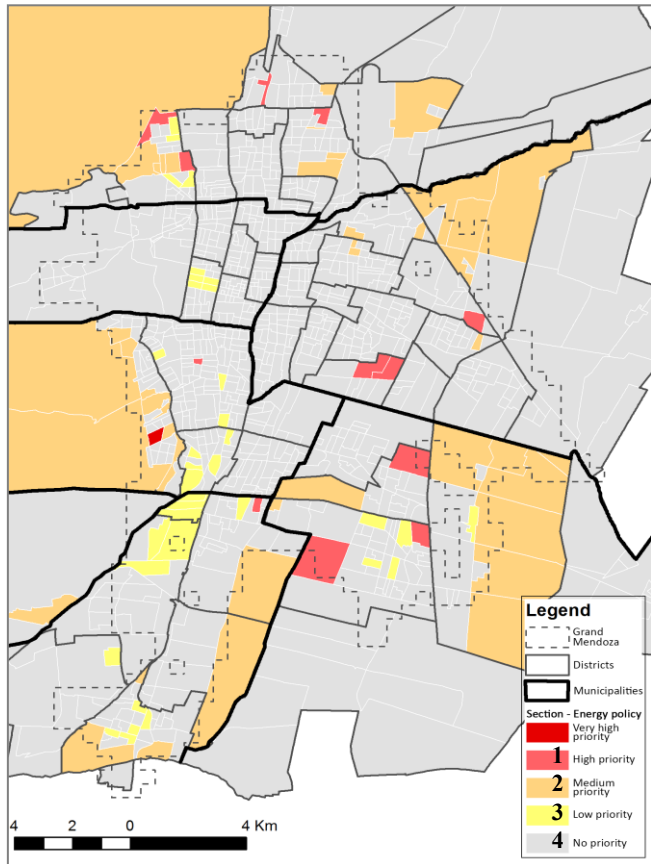 Legend
Grand
Mendoza
Districts
Municipalities
Section - Energy policy
Very high
priority
1 High priority
2 Medium
priority
3 Low priority
4 No priority
4 2 0 4 Km